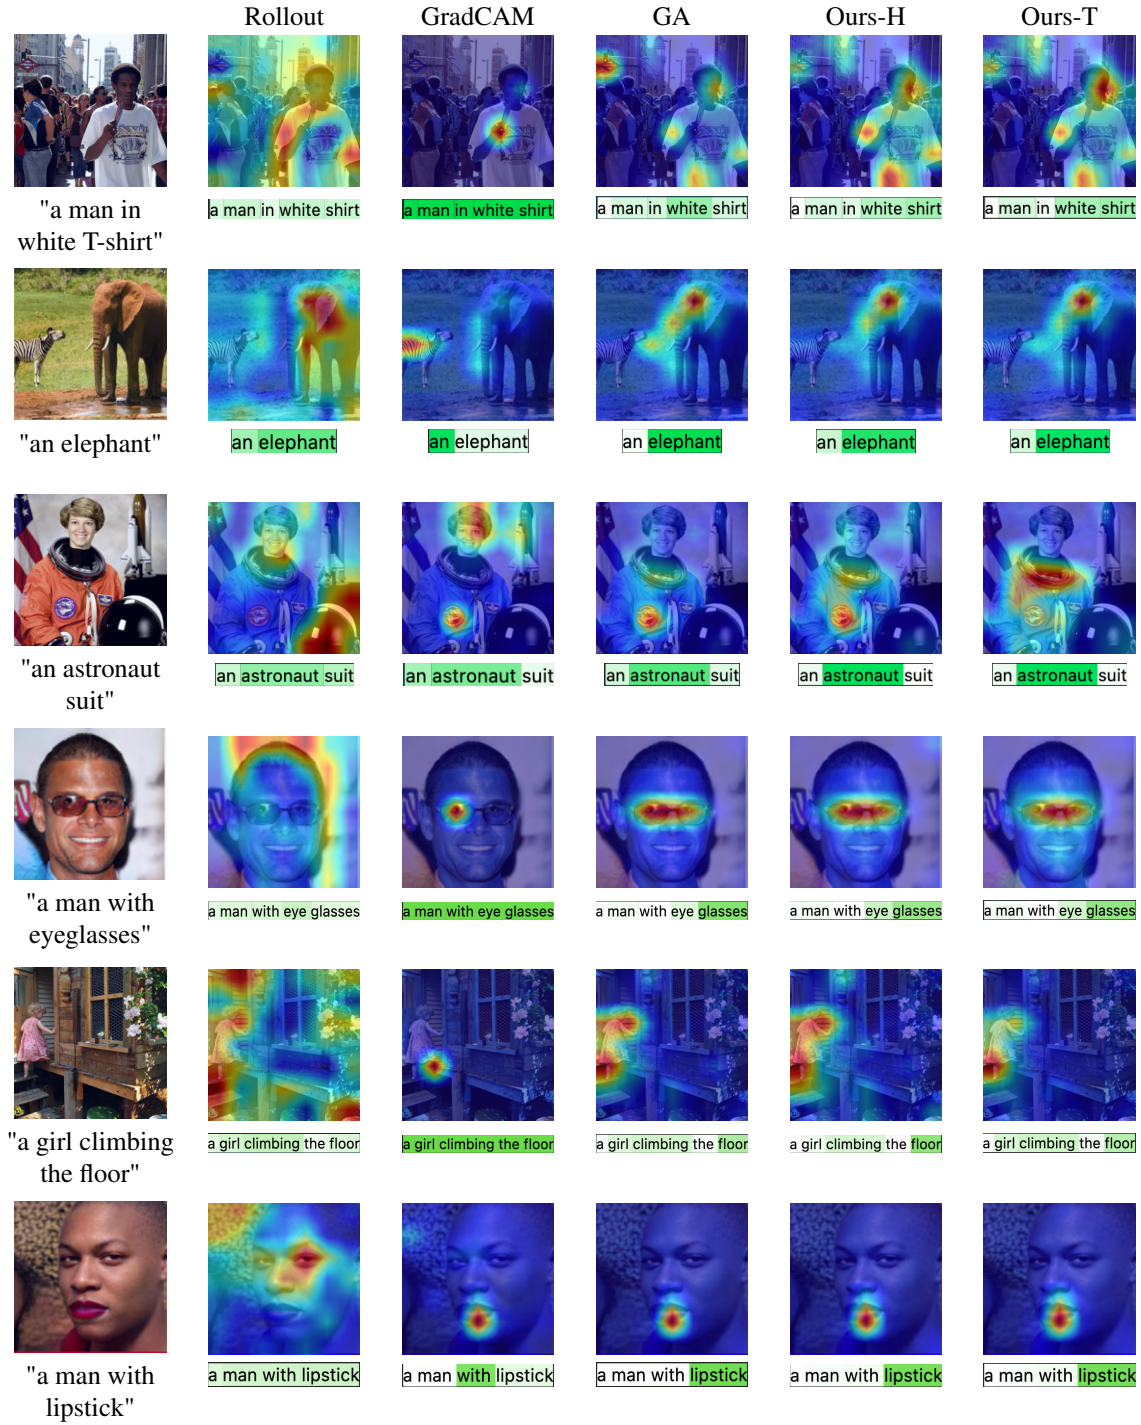 Rollout GradCAM GA Ours-H Ours-T
"a man in
white T-shirt"
a man in white shirt a man in white shirt a man in white shirt a man in white shirt a man in white shirt
"an elephant"
an elephant an elephant an elephant an elephant an elephant
"an astronaut
suit"
an astronaut suit an astronaut suit an astronaut suit an astronaut suit an astronaut suit
"a man with
eyeglasses"
a man with eye glasses a man with eye glasses a man with eye glasses a man with eye glasses a man with eye glasses
"a girl climbing
the floor"
a girl climbing the floor a girl climbing the floor a girl climbing the floor a girl climbing the floor a girl climbing the floor
"a man with
lipstick"
a man with lipstick a man with lipstick a man with lipstick a man with lipstick a man with lipstick